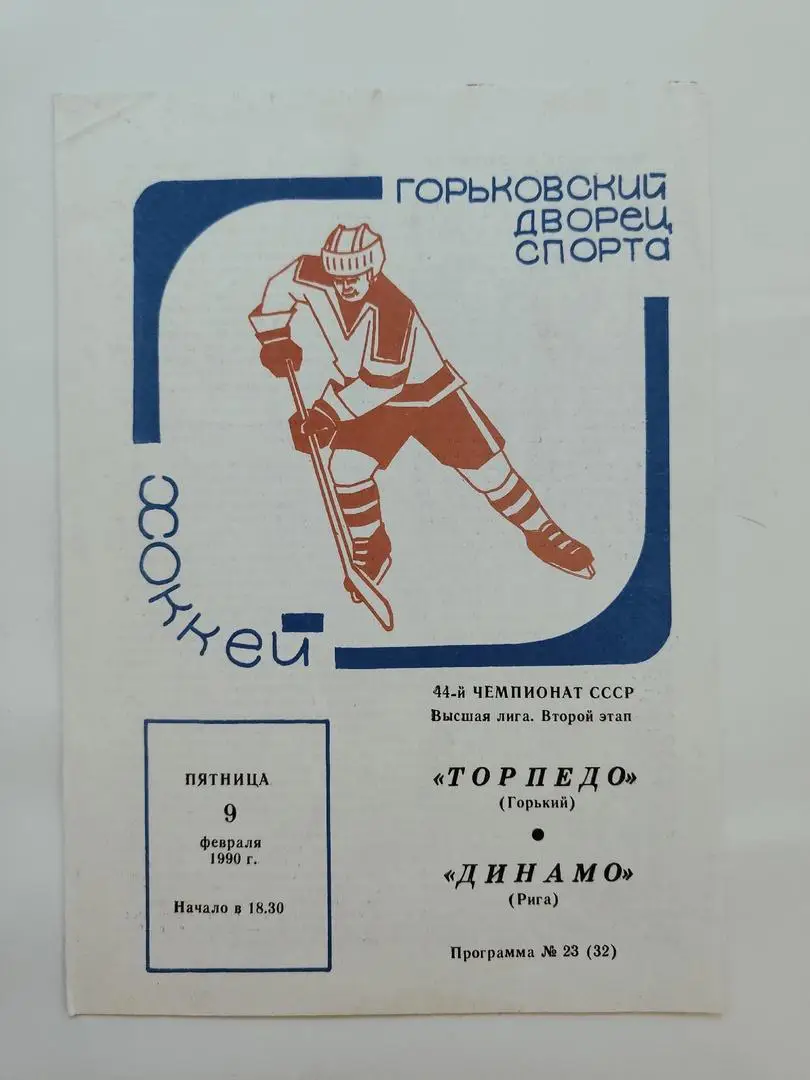 ГОРЬКОВСКИЙ
ДВОРЕЦ
СПОРТА
ХОККЕЙ
44-й ЧЕМПИОНАТ СССР
Высшая лига. Второй этап
«ТОРПЕДО»
(Горький)
«ДИНАМО»
(Рига)
Программа № 23 (32)
ПЯТНИЦА
9
февраля
1990 г.
Начало в 18.30